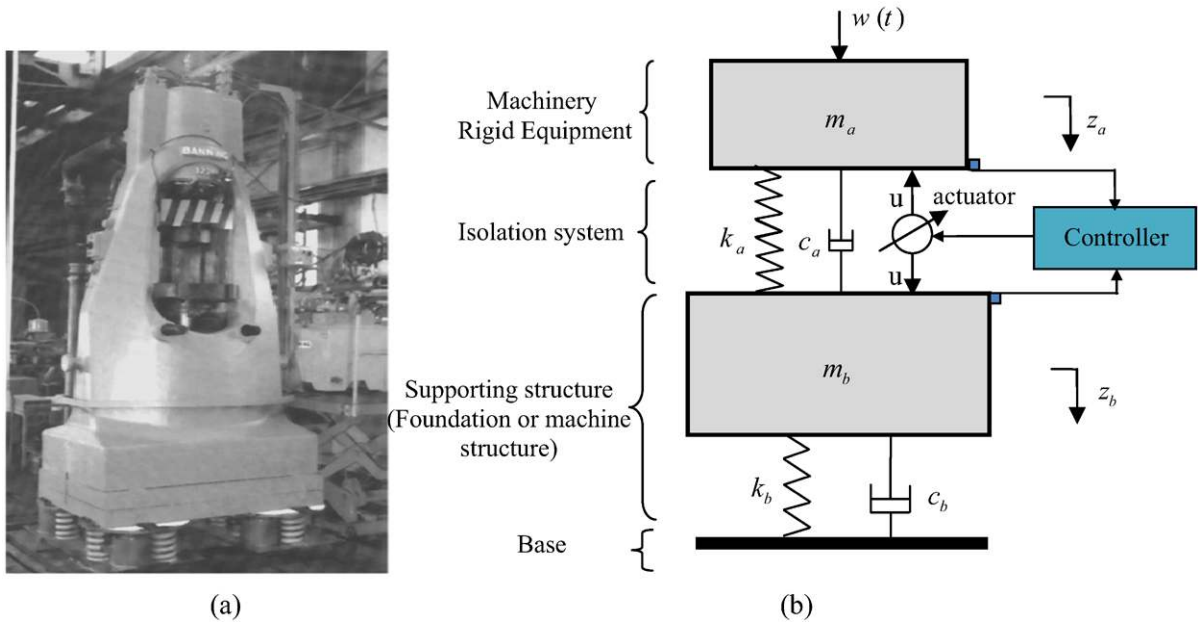 w (t)
Machinery
Rigid Equipment
m_a
z_a
Isolation system
k_a
c_a
u
actuator
u
Controller
Supporting structure
(Foundation or machine
structure)
m_b
z_b
k_b
c_b
Base
(a)
(b)